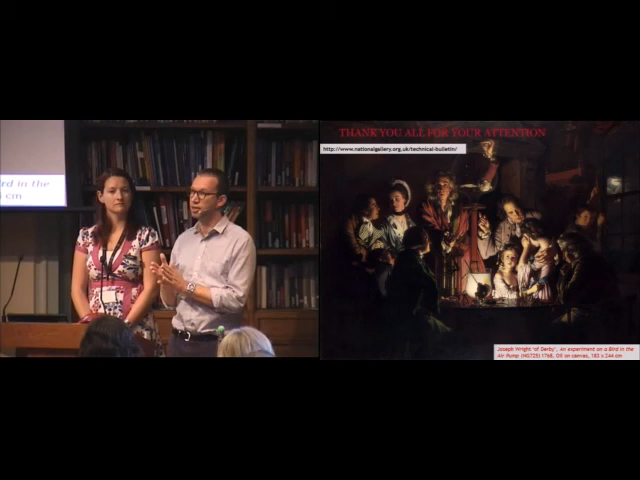 rd in the
cm
THANK YOU ALL FOR YOUR ATTENTION
http://www.nationalgallery.org.uk/technical-bulletin/
Joseph Wright 'of Derby', An experiment on a Bird in the
Air Pump (NG725) 1768, Oil on canvas, 183 x 244 cm